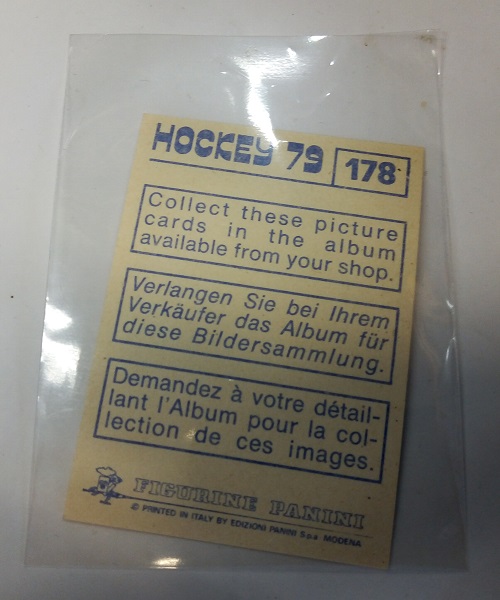 HOCKEY 79 178
Collect these picture
cards in the album
available from your shop.
Verlangen Sie bei Ihrem
Verkäufer das Album für
diese Bildersammlung.
Demandez à votre détail-
lant l'Album pour la col-
lection de ces images.
FIGURINE PANINI
© PRINTED IN ITALY BY EDIZIONI PANINI S.p.a. MODENA